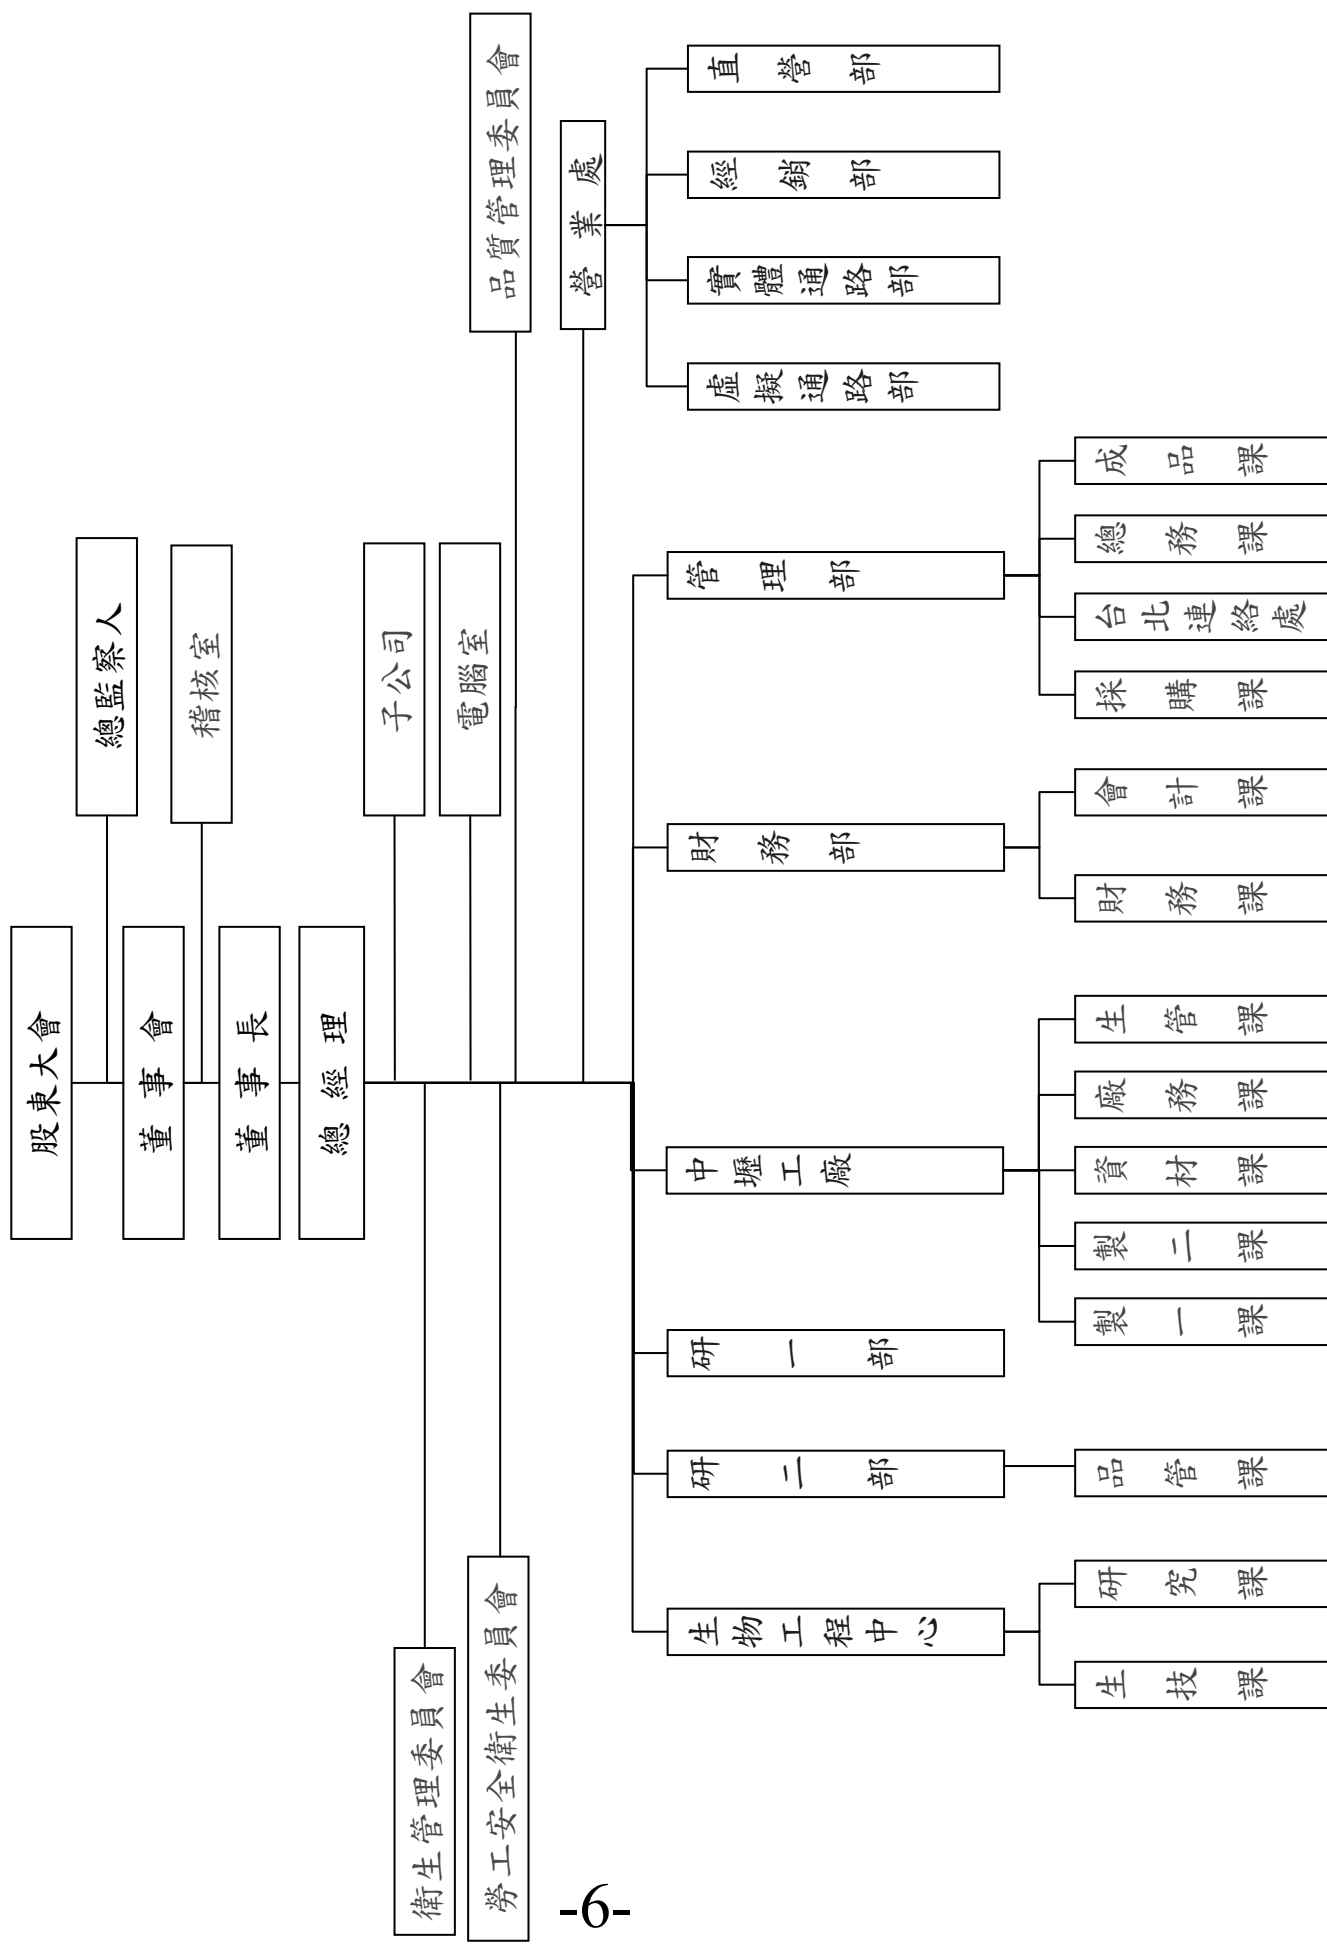 股東大會
總監察人
董事會
稽核室
董事長
總經理
子公司
衛生管理委員會
電腦室
勞工安全衛生委員會
品質管理委員會
營業處
虛擬通路部
實體通路部
經銷部
直營部
生物工程中心
研二部
研一部
中壢工廠
財務部
管理部
生技課
研究課
品管課
製一課
製二課
資材課
廠務課
生管課
財務課
會計課
採購課
台北連絡處
總務課
成品課
-6-